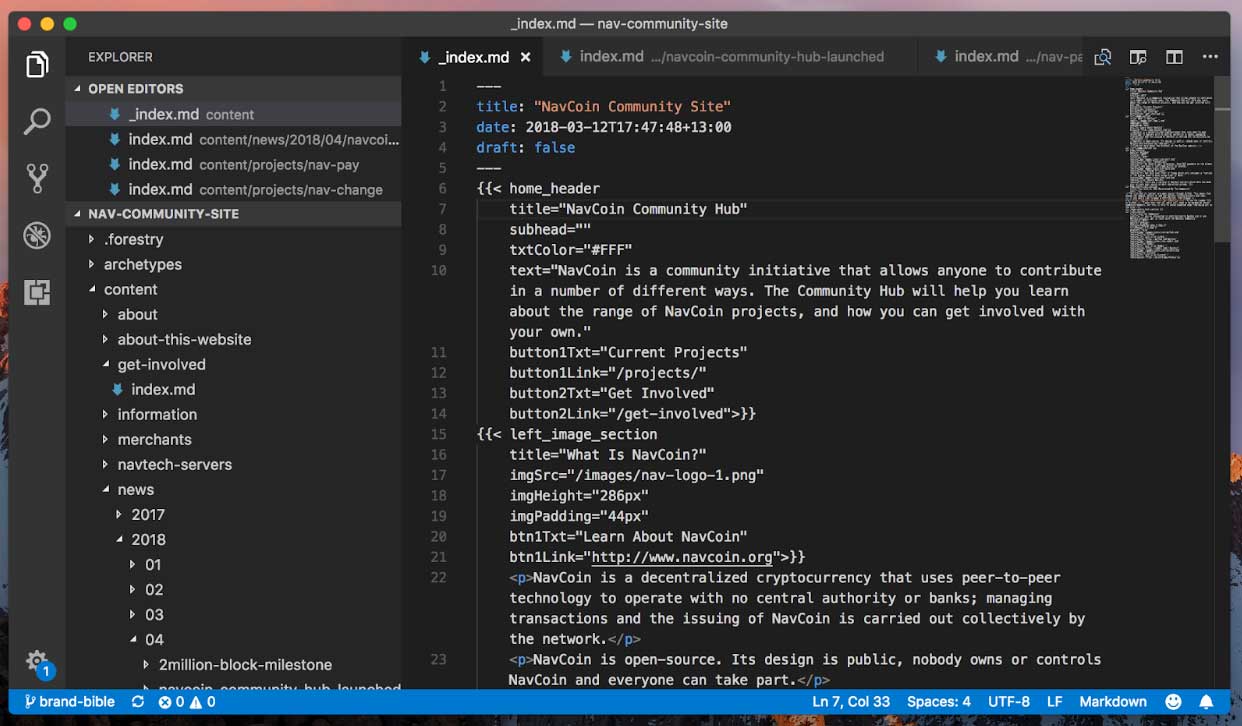 _index.md — nav-community-site
EXPLORER
OPEN EDITORS
_index.md content
index.md content/news/2018/04/navcoi...
index.md content/projects/nav-pay
index.md content/projects/nav-change
NAV-COMMUNITY-SITE
.forestry
archetypes
content
about
about-this-website
get-involved
index.md
information
merchants
navtech-servers
news
2017
2018
01
02
03
04
2million-block-milestone
navcoin-community-hub-launched
_index.md ×
index.md .../navcoin-community-hub-launched
index.md .../nav-pa
1 ---
2 title: "NavCoin Community Site"
3 date: 2018-03-12T17:47:48+13:00
4 draft: false
5 ---
6 {{< home_header
7 title="NavCoin Community Hub"
8 subhead=""
9 txtColor="#FFF"
10 text="NavCoin is a community initiative that allows anyone to contribute
in a number of different ways. The Community Hub will help you learn
about the range of NavCoin projects, and how you can get involved with
your own."
11 button1Txt="Current Projects"
12 button1Link="/projects/"
13 button2Txt="Get Involved"
14 button2Link="/get-involved">}}
15 {{< left_image_section
16 title="What Is NavCoin?"
17 imgSrc="/images/nav-logo-1.png"
18 imgHeight="286px"
19 imgPadding="44px"
20 btn1Txt="Learn About NavCoin"
21 btn1Link="http://www.navcoin.org">}}
22 <p>NavCoin is a decentralized cryptocurrency that uses peer-to-peer
technology to operate with no central authority or banks; managing
transactions and the issuing of NavCoin is carried out collectively by
the network.</p>
23 <p>NavCoin is open-source. Its design is public, nobody owns or controls
NavCoin and everyone can take part.</p>
1
brand-bible 0 0
Ln 7, Col 33 Spaces: 4 UTF-8 LF Markdown